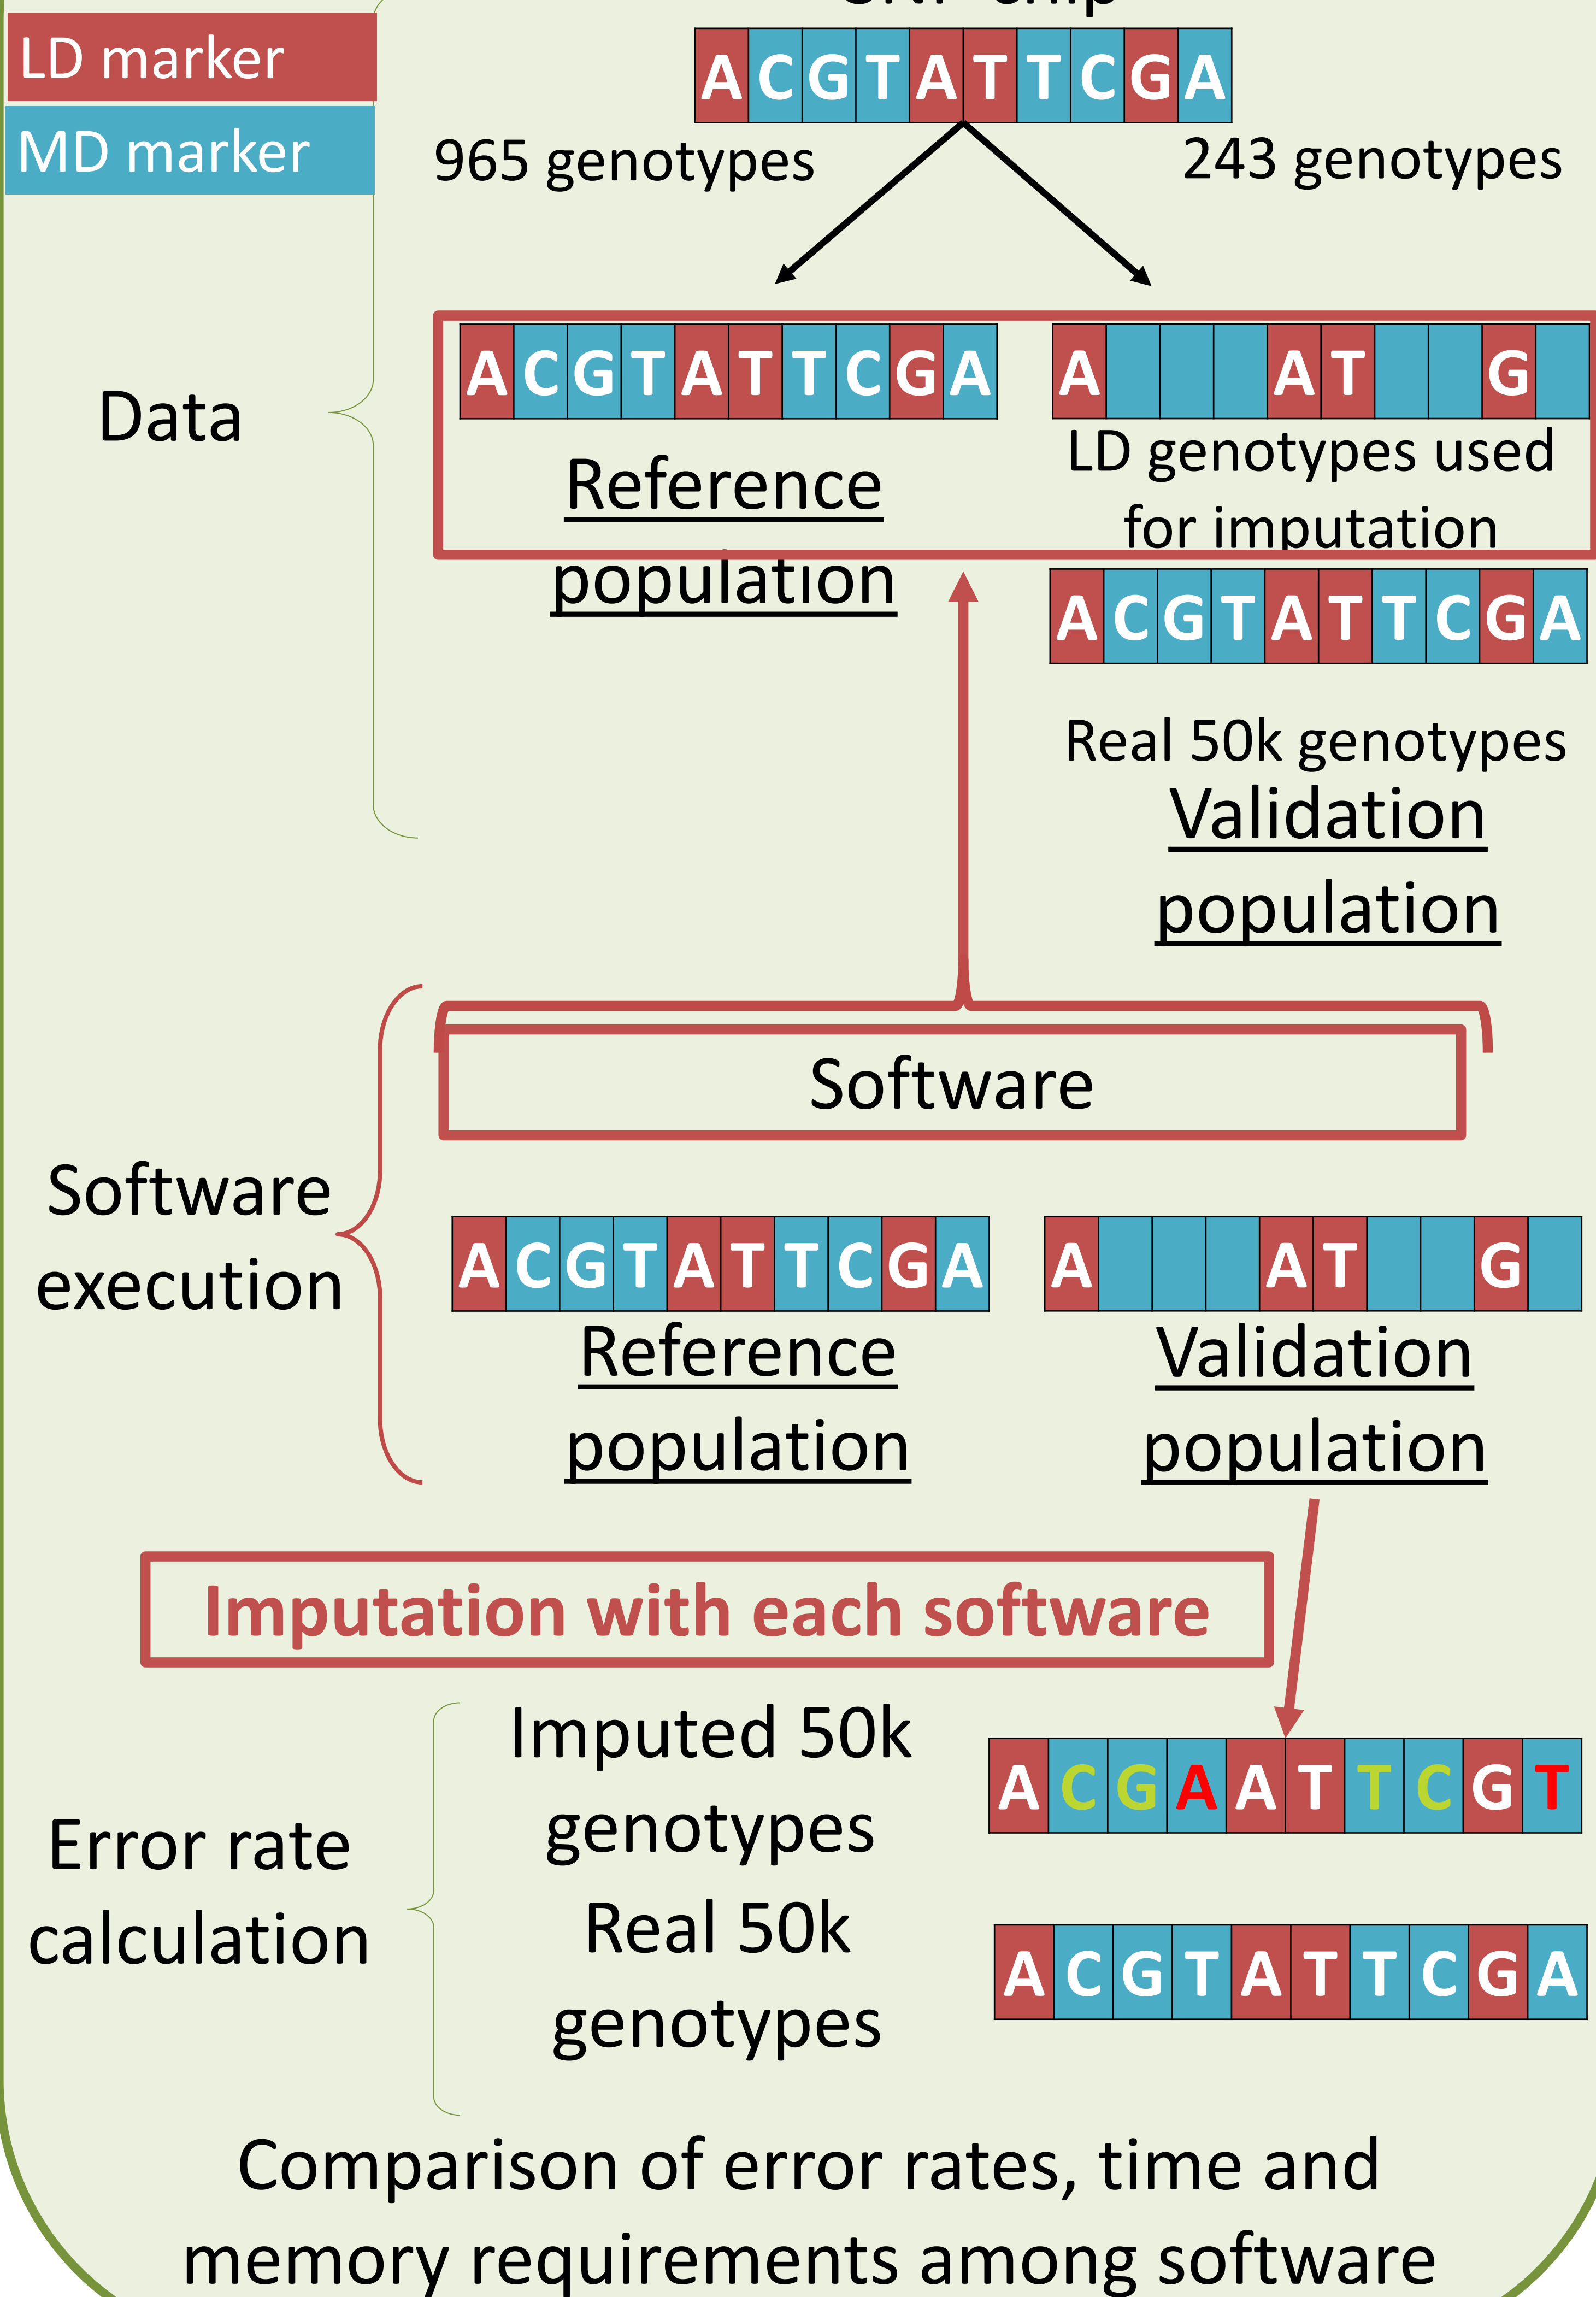 LD marker
MD marker
A C G T A T T C G A
965 genotypes
243 genotypes
Data
A C G T A T T C G A
A A T G
Reference
population
LD genotypes used
for imputation
A C G T A T T C G A
Real 50k genotypes
Validation
population
Software
Software
execution
A C G T A T T C G A
A A T G
Reference
population
Validation
population
Imputation with each software
Error rate
calculation
Imputed 50k
genotypes
A C G A A T T C G T
Real 50k
genotypes
A C G T A T T C G A
Comparison of error rates, time and
memory requirements among software